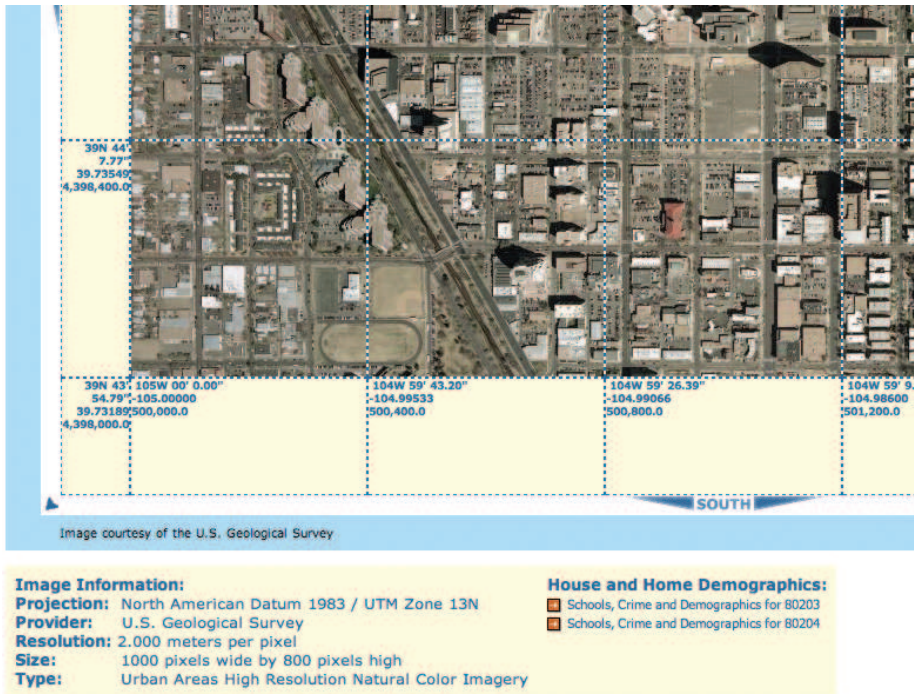 39N 44'
7.77"
39.73549
4,398,400.0
39N 43' 105W 00' 0.00" 104W 59' 43.20" 104W 59' 26.39" 104W 59' 9.
54.79" -105.00000 -104.99533 -104.99066 -104.98600
39.73189 500,000.0 500,400.0 500,800.0 501,200.0
4,398,000.0
SOUTH
Image courtesy of the U.S. Geological Survey
Image Information:
Projection: North American Datum 1983 / UTM Zone 13N
Provider: U.S. Geological Survey
Resolution: 2.000 meters per pixel
Size: 1000 pixels wide by 800 pixels high
Type: Urban Areas High Resolution Natural Color Imagery
House and Home Demographics:
Schools, Crime and Demographics for 80203
Schools, Crime and Demographics for 80204